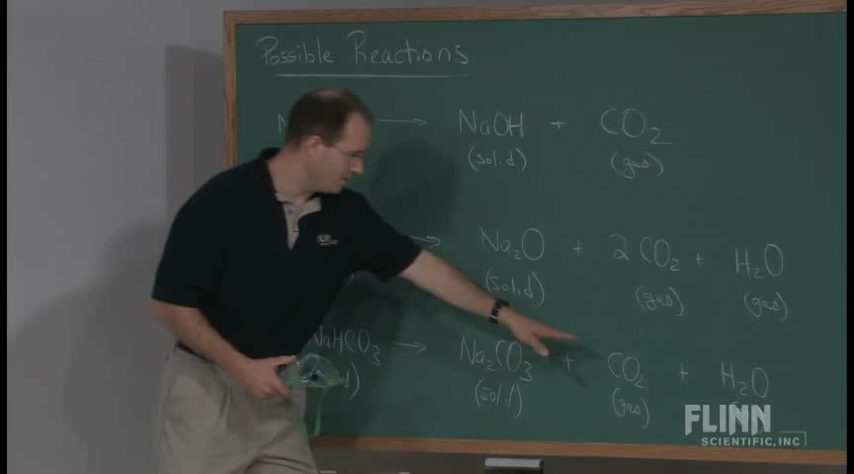 Possible Reactions
N → NaOH + CO₂
(solid) (gas)
→ Na₂O + 2 CO₂ + H₂O
(solid) (gas) (gas)
NaHCO₃ → Na₂CO₃ + CO₂ + H₂O
(solid) (gas)
FLINN
SCIENTIFIC, INC